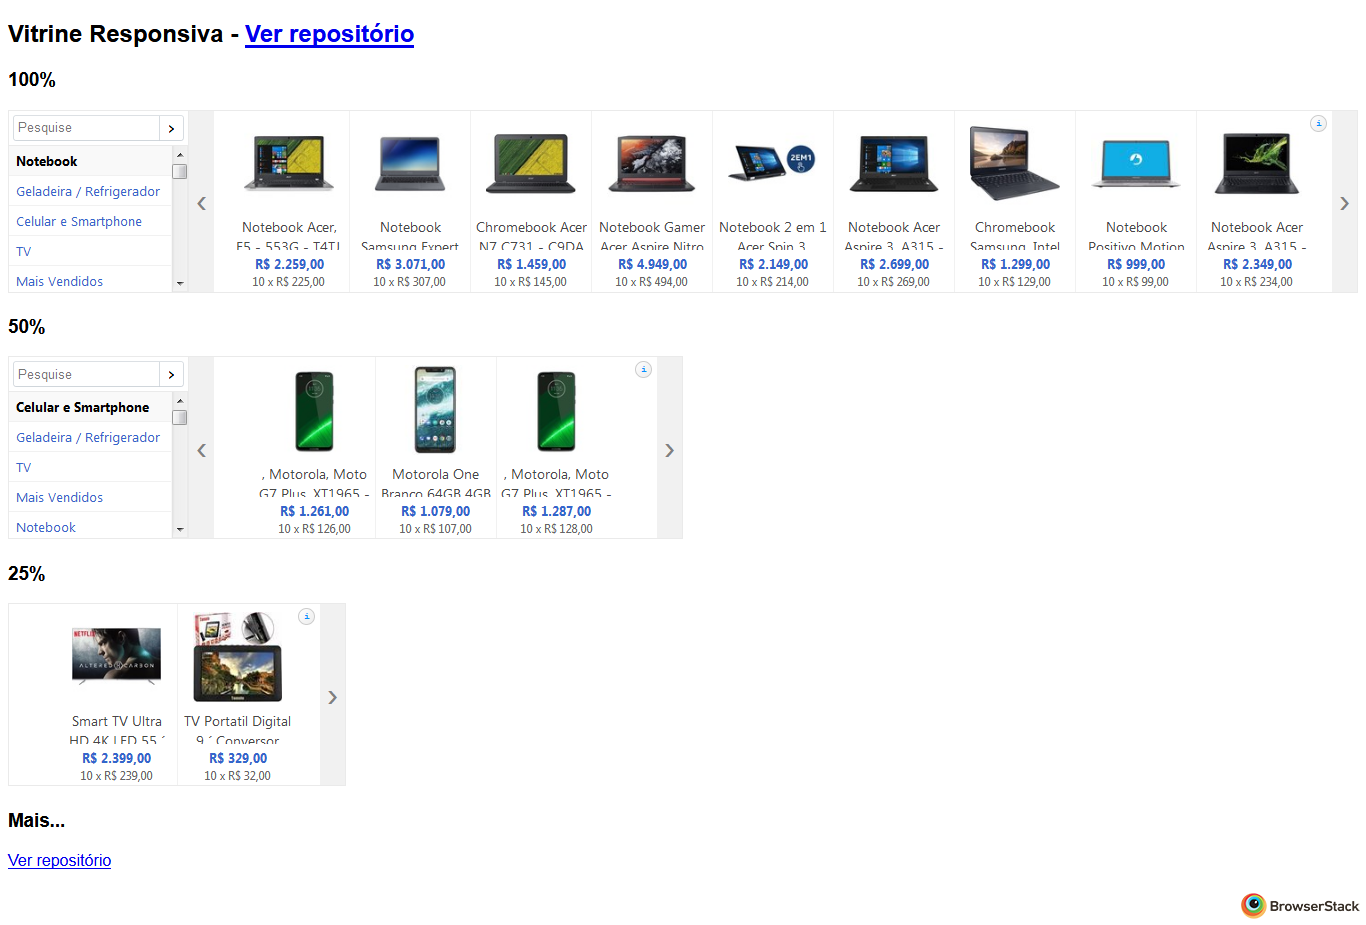 Vitrine Responsiva - Ver repositório
100%
Pesquise
Notebook
Geladeira / Refrigerador
Celular e Smartphone
TV
Mais Vendidos
Notebook Acer,
E5 - 553G - T4TJ
R$ 2.259,00
10 x R$ 225,00
Notebook
Samsung Expert
R$ 3.071,00
10 x R$ 307,00
Chromebook Acer
N7 C731 - C9DA
R$ 1.459,00
10 x R$ 145,00
Notebook Gamer
Acer Aspire Nitro
R$ 4.949,00
10 x R$ 494,00
2EM1
Notebook 2 em 1
Acer Spin 3
R$ 2.149,00
10 x R$ 214,00
Notebook Acer
Aspire 3, A315 -
R$ 2.699,00
10 x R$ 269,00
Chromebook
Samsung, Intel
R$ 1.299,00
10 x R$ 129,00
Notebook
Positivo Motion
R$ 999,00
10 x R$ 99,00
Notebook Acer
Aspire 3, A315 -
R$ 2.349,00
10 x R$ 234,00
50%
Pesquise
Celular e Smartphone
Geladeira / Refrigerador
TV
Mais Vendidos
Notebook
, Motorola, Moto
G7 Plus, XT1965 -
R$ 1.261,00
10 x R$ 126,00
Motorola One
Branco 64GB 4GB
R$ 1.079,00
10 x R$ 107,00
, Motorola, Moto
G7 Plus, XT1965 -
R$ 1.287,00
10 x R$ 128,00
25%
NETFLIX
ALTERED CARBON
Smart TV Ultra
HD 4K LED 55
R$ 2.399,00
10 x R$ 239,00
TV Portatil Digital
9 ´ Conversor
R$ 329,00
10 x R$ 32,00
Mais...
Ver repositório
BrowserStack